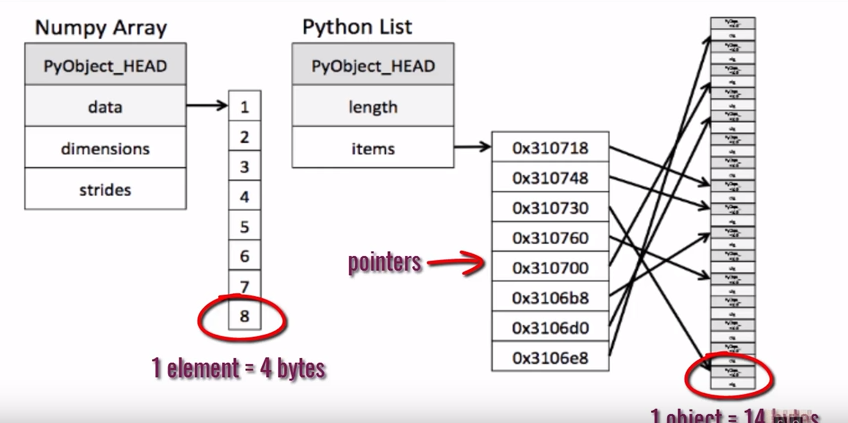 Numpy Array
PyObject_HEAD
data
dimensions
strides
1
2
3
4
5
6
7
8
1 element = 4 bytes
Python List
PyObject_HEAD
length
items
0x310718
0x310748
0x310730
0x310760
0x310700
0x3106b8
0x3106d0
0x3106e8
pointers
1 object = 14